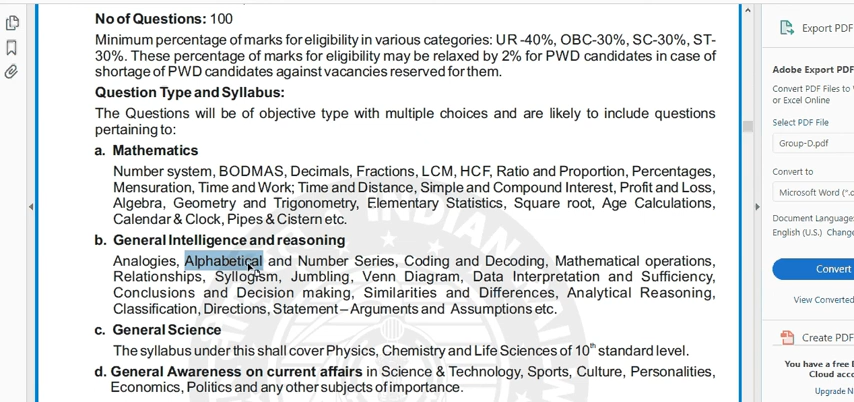 No of Questions: 100
Minimum percentage of marks for eligibility in various categories: UR -40%, OBC-30%, SC-30%, ST-
30%. These percentage of marks for eligibility may be relaxed by 2% for PWD candidates in case of
shortage of PWD candidates against vacancies reserved for them.
Question Type and Syllabus:
The Questions will be of objective type with multiple choices and are likely to include questions
pertaining to:
a. Mathematics
Number system, BODMAS, Decimals, Fractions, LCM, HCF, Ratio and Proportion, Percentages,
Mensuration, Time and Work; Time and Distance, Simple and Compound Interest, Profit and Loss,
Algebra, Geometry and Trigonometry, Elementary Statistics, Square root, Age Calculations,
Calendar & Clock, Pipes & Cistern etc.
b. General Intelligence and reasoning
Analogies, Alphabetical and Number Series, Coding and Decoding, Mathematical operations,
Relationships, Syllogism, Jumbling, Venn Diagram, Data Interpretation and Sufficiency,
Conclusions and Decision making, Similarities and Differences, Analytical Reasoning,
Classification, Directions, Statement – Arguments and Assumptions etc.
c. General Science
The syllabus under this shall cover Physics, Chemistry and Life Sciences of 10th standard level.
d. General Awareness on current affairs in Science & Technology, Sports, Culture, Personalities,
Economics, Politics and any other subjects of importance.
INDIAN
Export PDF
Adobe Export PDF
Convert PDF Files to
or Excel Online
Select PDF File
Group-D.pdf
Convert to
Microsoft Word (*.
Document Language:
English (U.S.) Change
Convert
View Converted
Create PDF
You have a free
Cloud acco
Upgrade N